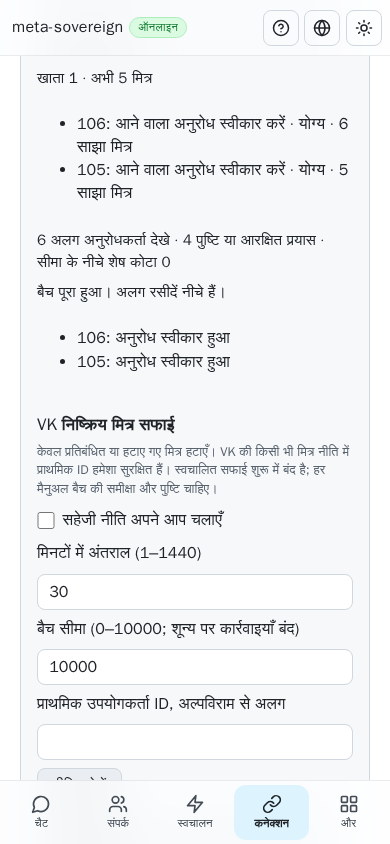 meta-sovereign ऑनलाइन
खाता 1 · अभी 5 मित्र
106: आने वाला अनुरोध स्वीकार करें · योग्य · 6
साझा मित्र
105: आने वाला अनुरोध स्वीकार करें · योग्य · 5
साझा मित्र
6 अलग अनुरोधकर्ता देखे · 4 पुष्टि या आरक्षित प्रयास ·
सीमा के नीचे शेष कोटा 0
बैच पूरा हुआ। अलग रसीदें नीचे हैं।
106: अनुरोध स्वीकार हुआ
105: अनुरोध स्वीकार हुआ
VK निष्क्रिय मित्र सफाई
केवल प्रतिबंधित या हटाए गए मित्र हटाएँ। VK की किसी भी मित्र नीति में
प्राथमिक ID हमेशा सुरक्षित हैं। स्वचालित सफाई शुरू में बंद है; हर
मैनुअल बैच की समीक्षा और पुष्टि चाहिए।
सहेजी नीति अपने आप चलाएँ
मिनटों में अंतराल (1–1440)
30
बैच सीमा (0–10000; शून्य पर कार्रवाइयाँ बंद)
10000
प्राथमिक उपयोगकर्ता ID, अल्पविराम से अलग
चैट संपर्क स्वचालन कनेक्शन और